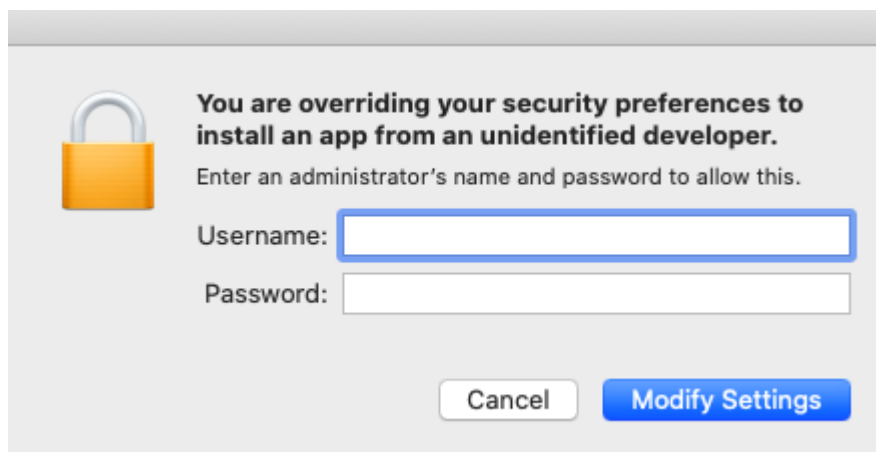 You are overriding your security preferences to
install an app from an unidentified developer.
Enter an administrator’s name and password to allow this.
Username:
Password:
Cancel Modify Settings